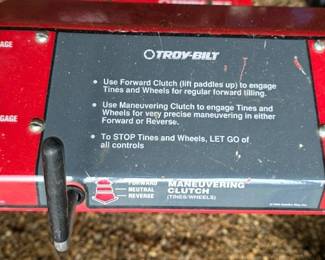 TROY-BILT
GAGE
• Use Forward Clutch (lift paddles up) to engage
Tines and Wheels for regular forward tilling.
• Use Maneuvering Clutch to engage Tines and
Wheels for very precise maneuvering in either
Forward or Reverse.
• To STOP Tines and Wheels, LET GO of
all controls
FORWARD
NEUTRAL
REVERSE
MANEUVERING
CLUTCH
(TINES/WHEELS)